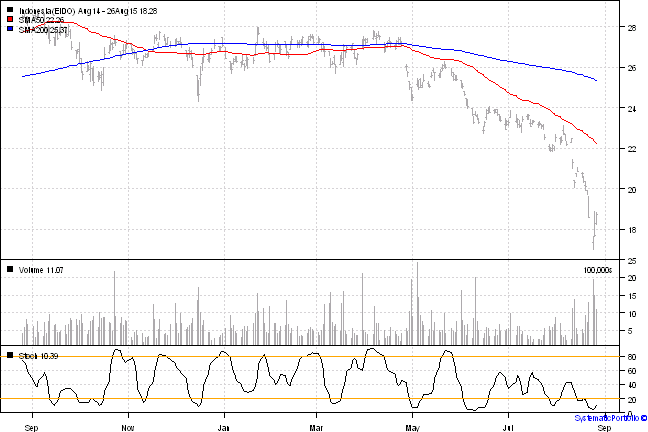 Indonesia(EIDO) Aug14 - 26Aug15 18.28
SMA50 22.26
SMA200 25.37
28
26
24
22
20
18
Volume 11.07
100,000s
25
20
15
10
5
Stoch 10.39
80
60
40
20
0
Sep Nov Jan Mar May Jul Sep
SystematicPortfolio ©